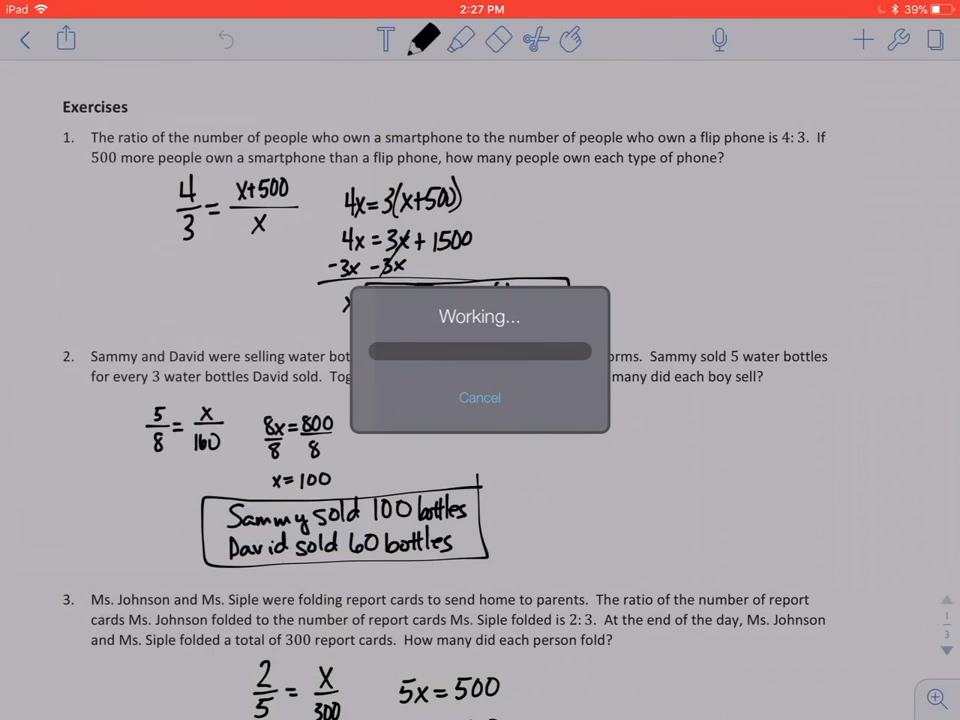 iPad 2:27 PM 39%
T
Exercises
1. The ratio of the number of people who own a smartphone to the number of people who own a flip phone is 4: 3. If
500 more people own a smartphone than a flip phone, how many people own each type of phone?
4/3 = x+500/x
4x = 3(x+500)
4x = 3x + 1500
-3x -3x
x
Working...
Cancel
2. Sammy and David were selling water bot orms. Sammy sold 5 water bottles
for every 3 water bottles David sold. Tog many did each boy sell?
5/8 = x/160
8x/8 = 800/8
x = 100
Sammy sold 100 bottles
David sold 60 bottles
3. Ms. Johnson and Ms. Siple were folding report cards to send home to parents. The ratio of the number of report
cards Ms. Johnson folded to the number of report cards Ms. Siple folded is 2: 3. At the end of the day, Ms. Johnson
and Ms. Siple folded a total of 300 report cards. How many did each person fold?
2/5 = x/300
5x = 500
1
3